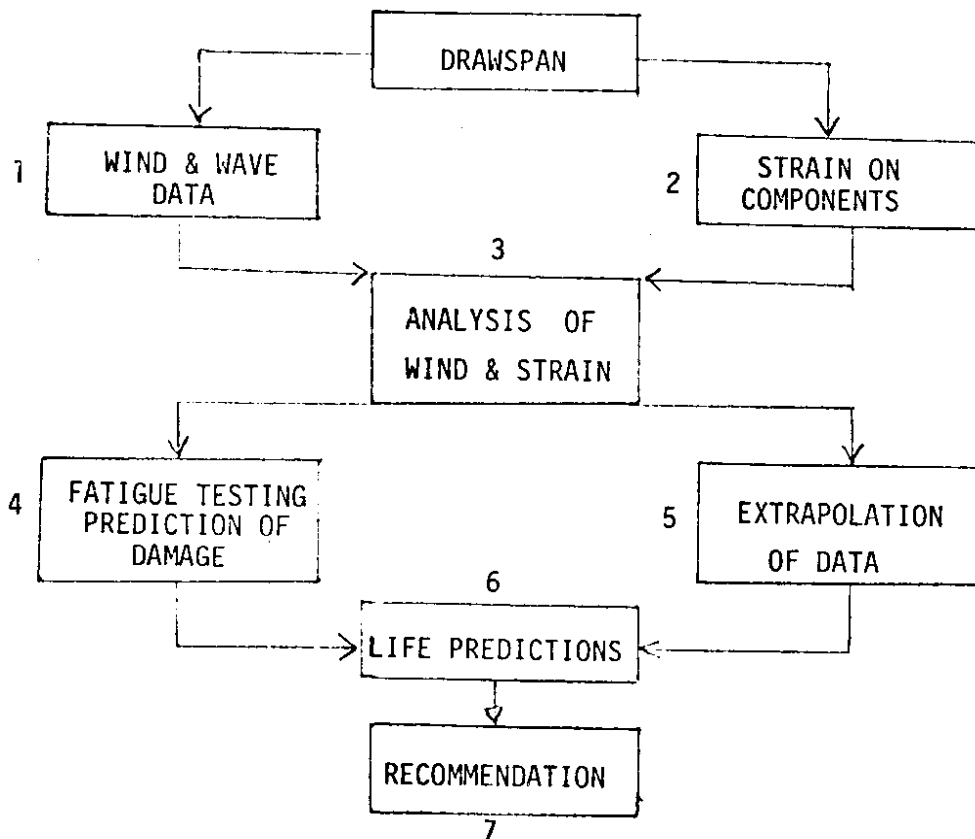 DRAWSPAN
1
WIND & WAVE
DATA
2
STRAIN ON
COMPONENTS
3
ANALYSIS OF
WIND & STRAIN
4
FATIGUE TESTING
PREDICTION OF
DAMAGE
5
EXTRAPOLATION
OF DATA
6
LIFE PREDICTIONS
RECOMMENDATION
7